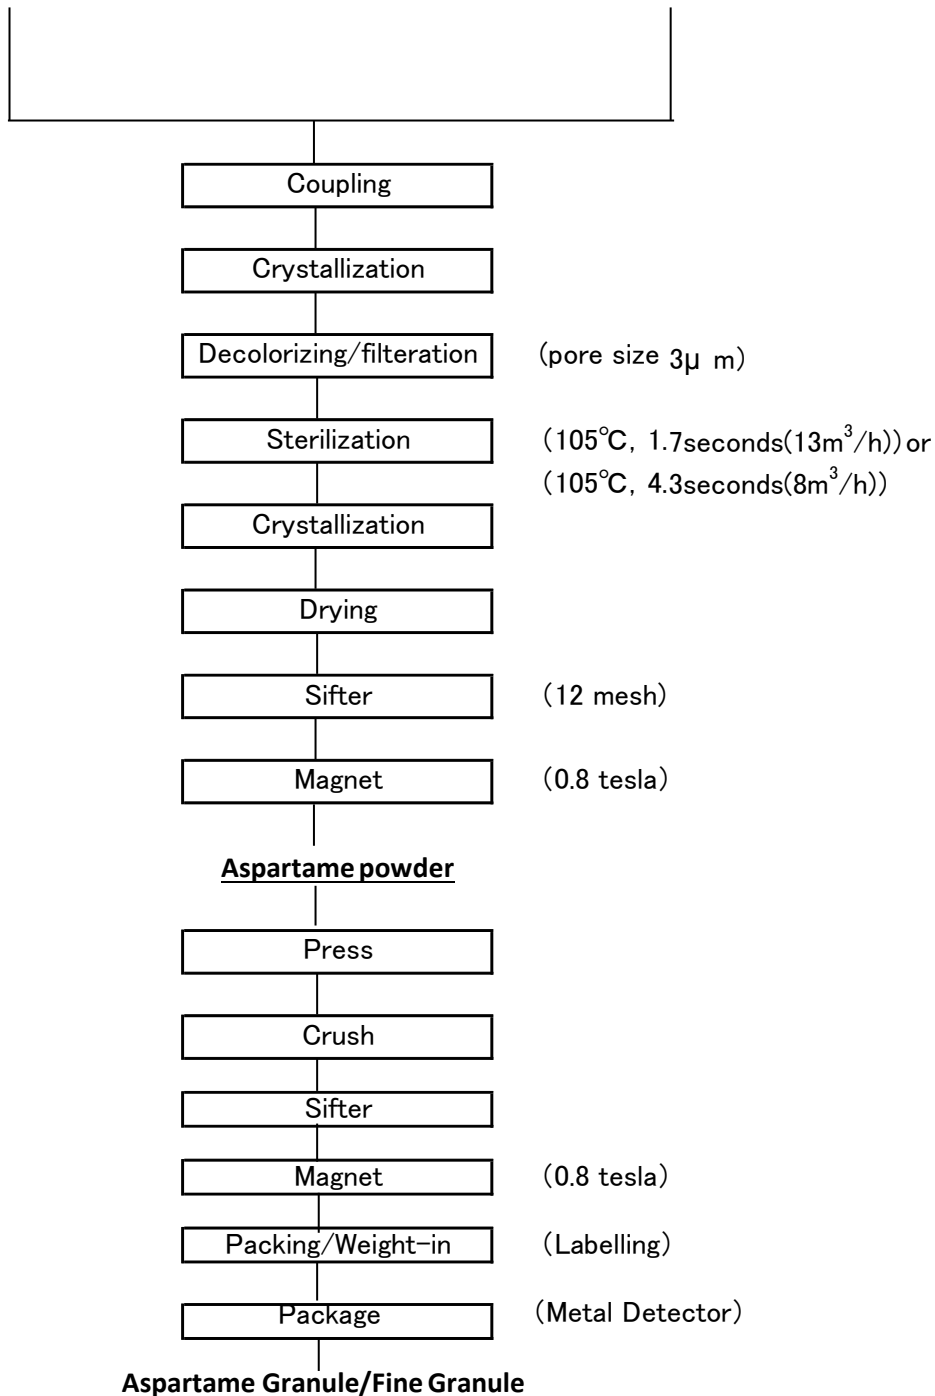 Coupling
Crystallization
Decolorizing/filteration (pore size 3μ m)
Sterilization (105℃, 1.7seconds(13m³/h))or
(105℃, 4.3seconds(8m³/h))
Crystallization
Drying
Sifter (12 mesh)
Magnet (0.8 tesla)
Aspartame powder
Press
Crush
Sifter
Magnet (0.8 tesla)
Packing/Weight-in (Labelling)
Package (Metal Detector)
Aspartame Granule/Fine Granule